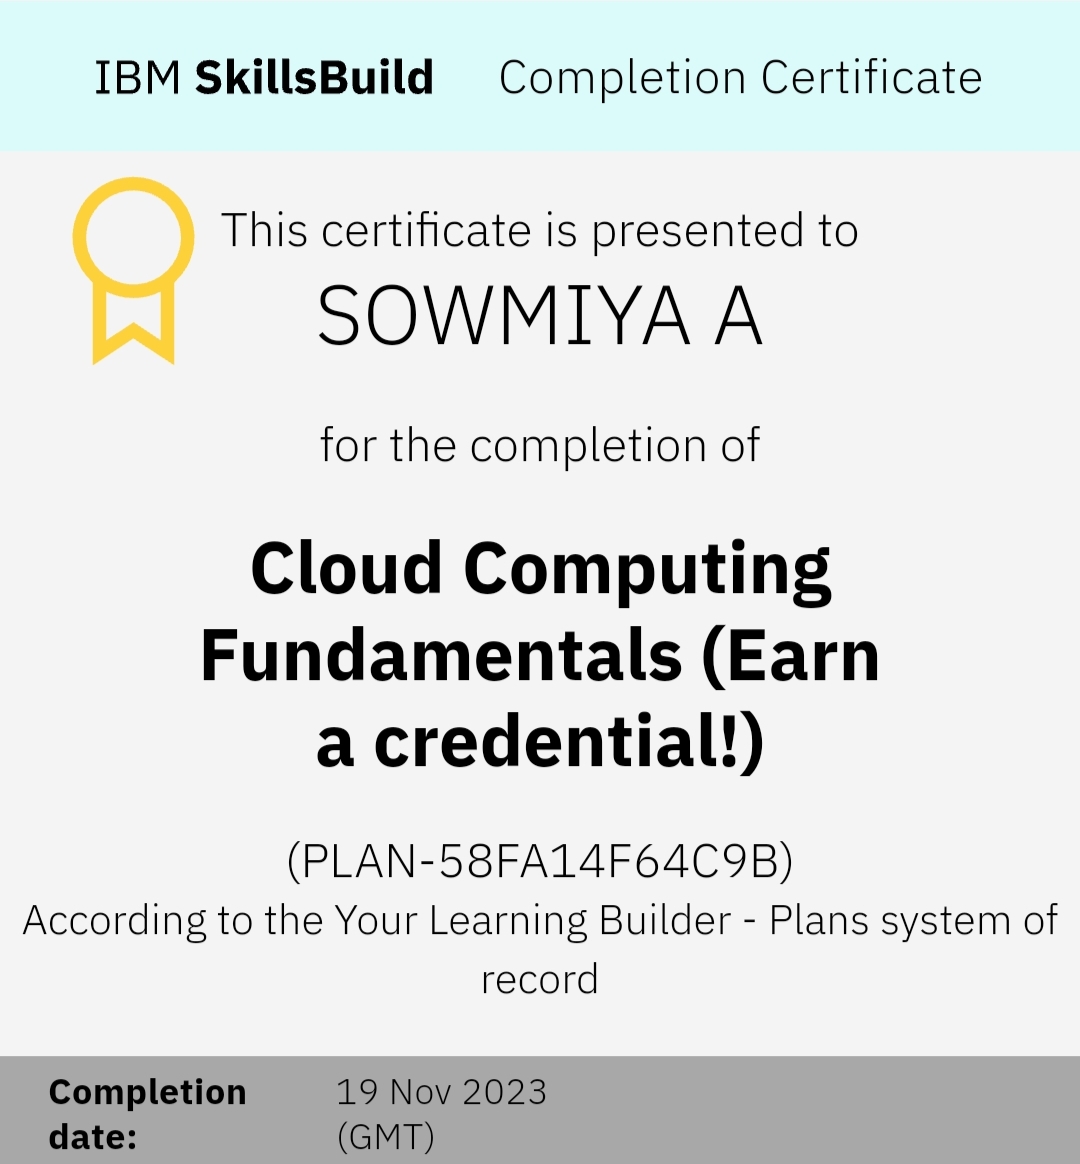 IBM SkillsBuild Completion Certificate
This certificate is presented to
SOWMIYA A
for the completion of
Cloud Computing
Fundamentals (Earn
a credential!)
(PLAN-58FA14F64C9B)
According to the Your Learning Builder - Plans system of
record
Completion date: 19 Nov 2023 (GMT)